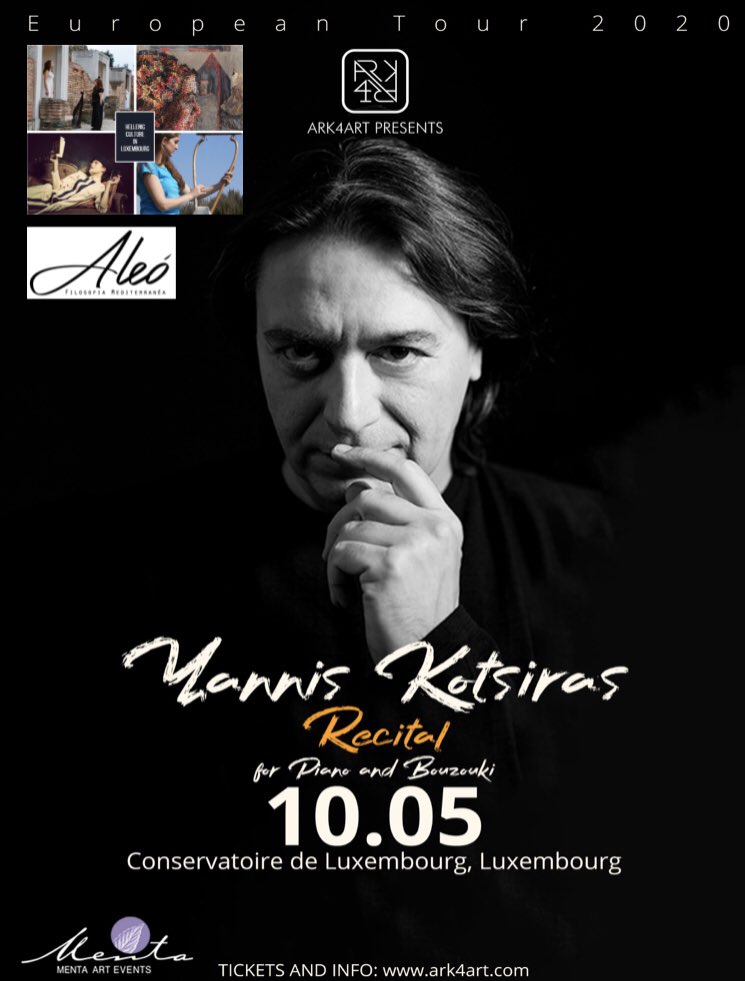 European Tour 2020
HELLENIC
CULTURE
IN
LUXEMBOURG
ARK4ART PRESENTS
Aleó
FILOSOFIA MEDITERRANÉA
Yannis Kotsiras
Recital
for Piano and Bouzouki
10.05
Conservatoire de Luxembourg, Luxembourg
Menta
MENTA ART EVENTS
TICKETS AND INFO: www.ark4art.com